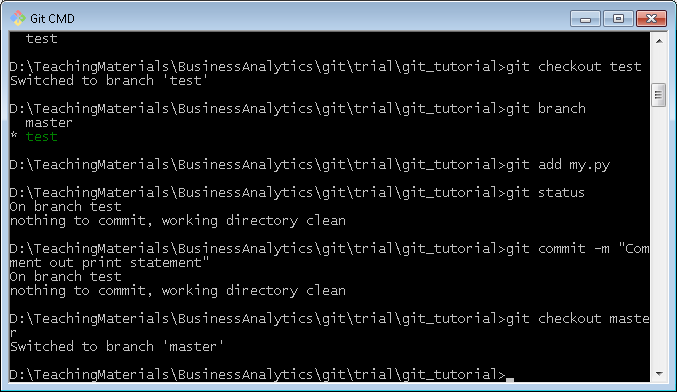 Git CMD
  test
D:\TeachingMaterials\BusinessAnalytics\git\trial\git_tutorial>git checkout test
Switched to branch 'test'
D:\TeachingMaterials\BusinessAnalytics\git\trial\git_tutorial>git branch
  master
* test
D:\TeachingMaterials\BusinessAnalytics\git\trial\git_tutorial>git add my.py
D:\TeachingMaterials\BusinessAnalytics\git\trial\git_tutorial>git status
On branch test
nothing to commit, working directory clean
D:\TeachingMaterials\BusinessAnalytics\git\trial\git_tutorial>git commit -m "Com
ment out print statement"
On branch test
nothing to commit, working directory clean
D:\TeachingMaterials\BusinessAnalytics\git\trial\git_tutorial>git checkout maste
r
Switched to branch 'master'
D:\TeachingMaterials\BusinessAnalytics\git\trial\git_tutorial>